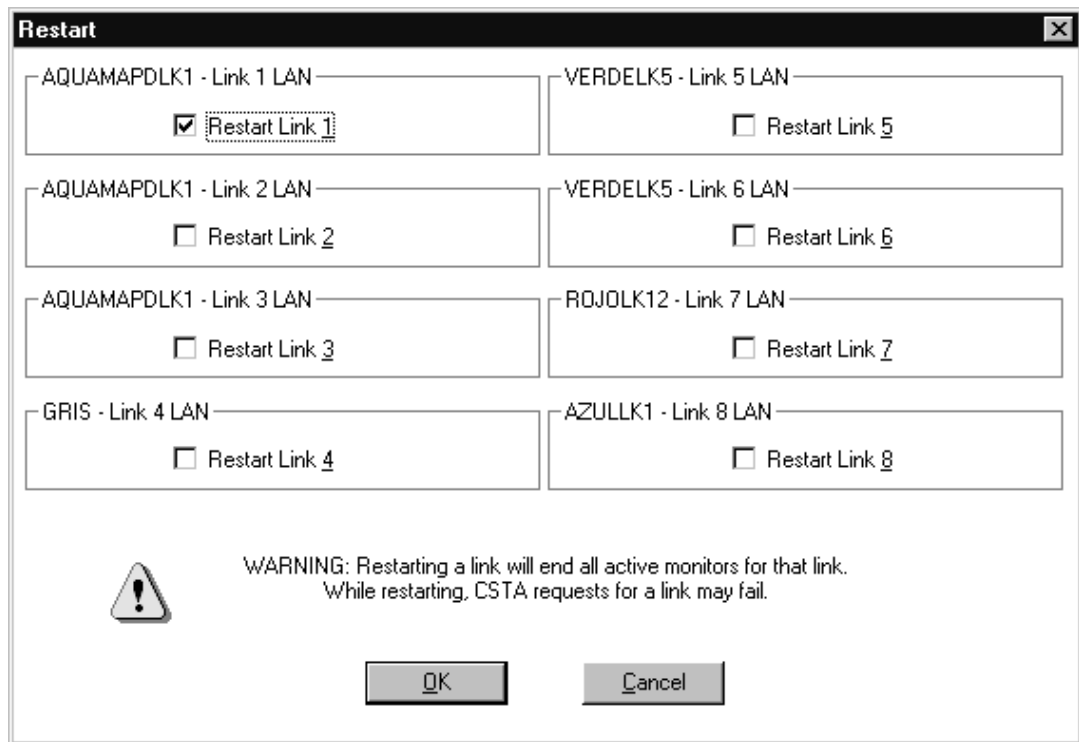 Restart
AQUAMAPDLK1 - Link 1 LAN
Restart Link 1
AQUAMAPDLK1 - Link 2 LAN
Restart Link 2
AQUAMAPDLK1 - Link 3 LAN
Restart Link 3
GRIS - Link 4 LAN
Restart Link 4
VERDELK5 - Link 5 LAN
Restart Link 5
VERDELK5 - Link 6 LAN
Restart Link 6
ROJOLK12 - Link 7 LAN
Restart Link 7
AZULLK1 - Link 8 LAN
Restart Link 8
WARNING: Restarting a link will end all active monitors for that link.
While restarting, CSTA requests for a link may fail.
OK
Cancel